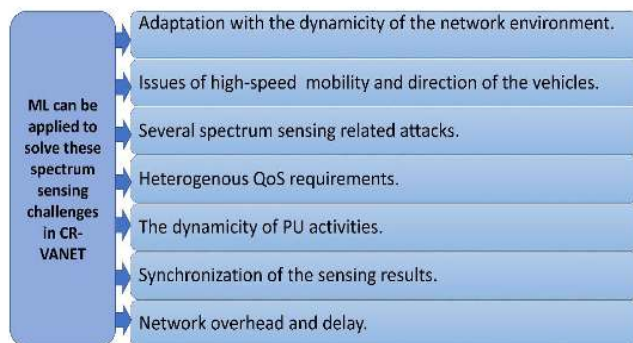 ML can be
applied to
solve these
spectrum
sensing
challenges
in CR-
VANET
Adaptation with the dynamicity of the network environment.
Issues of high-speed mobility and direction of the vehicles.
Several spectrum sensing related attacks.
Heterogenous QoS requirements.
The dynamicity of PU activities.
Synchronization of the sensing results.
Network overhead and delay.